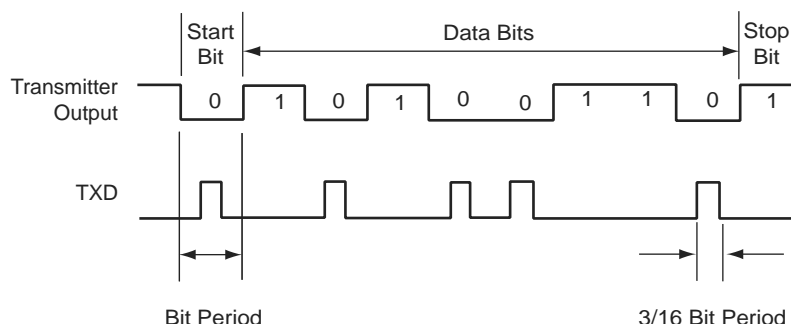 Start Bit
Data Bits
Stop Bit
Transmitter Output
0 1 0 1 0 0 1 1 0 1
TXD
Bit Period
3/16 Bit Period